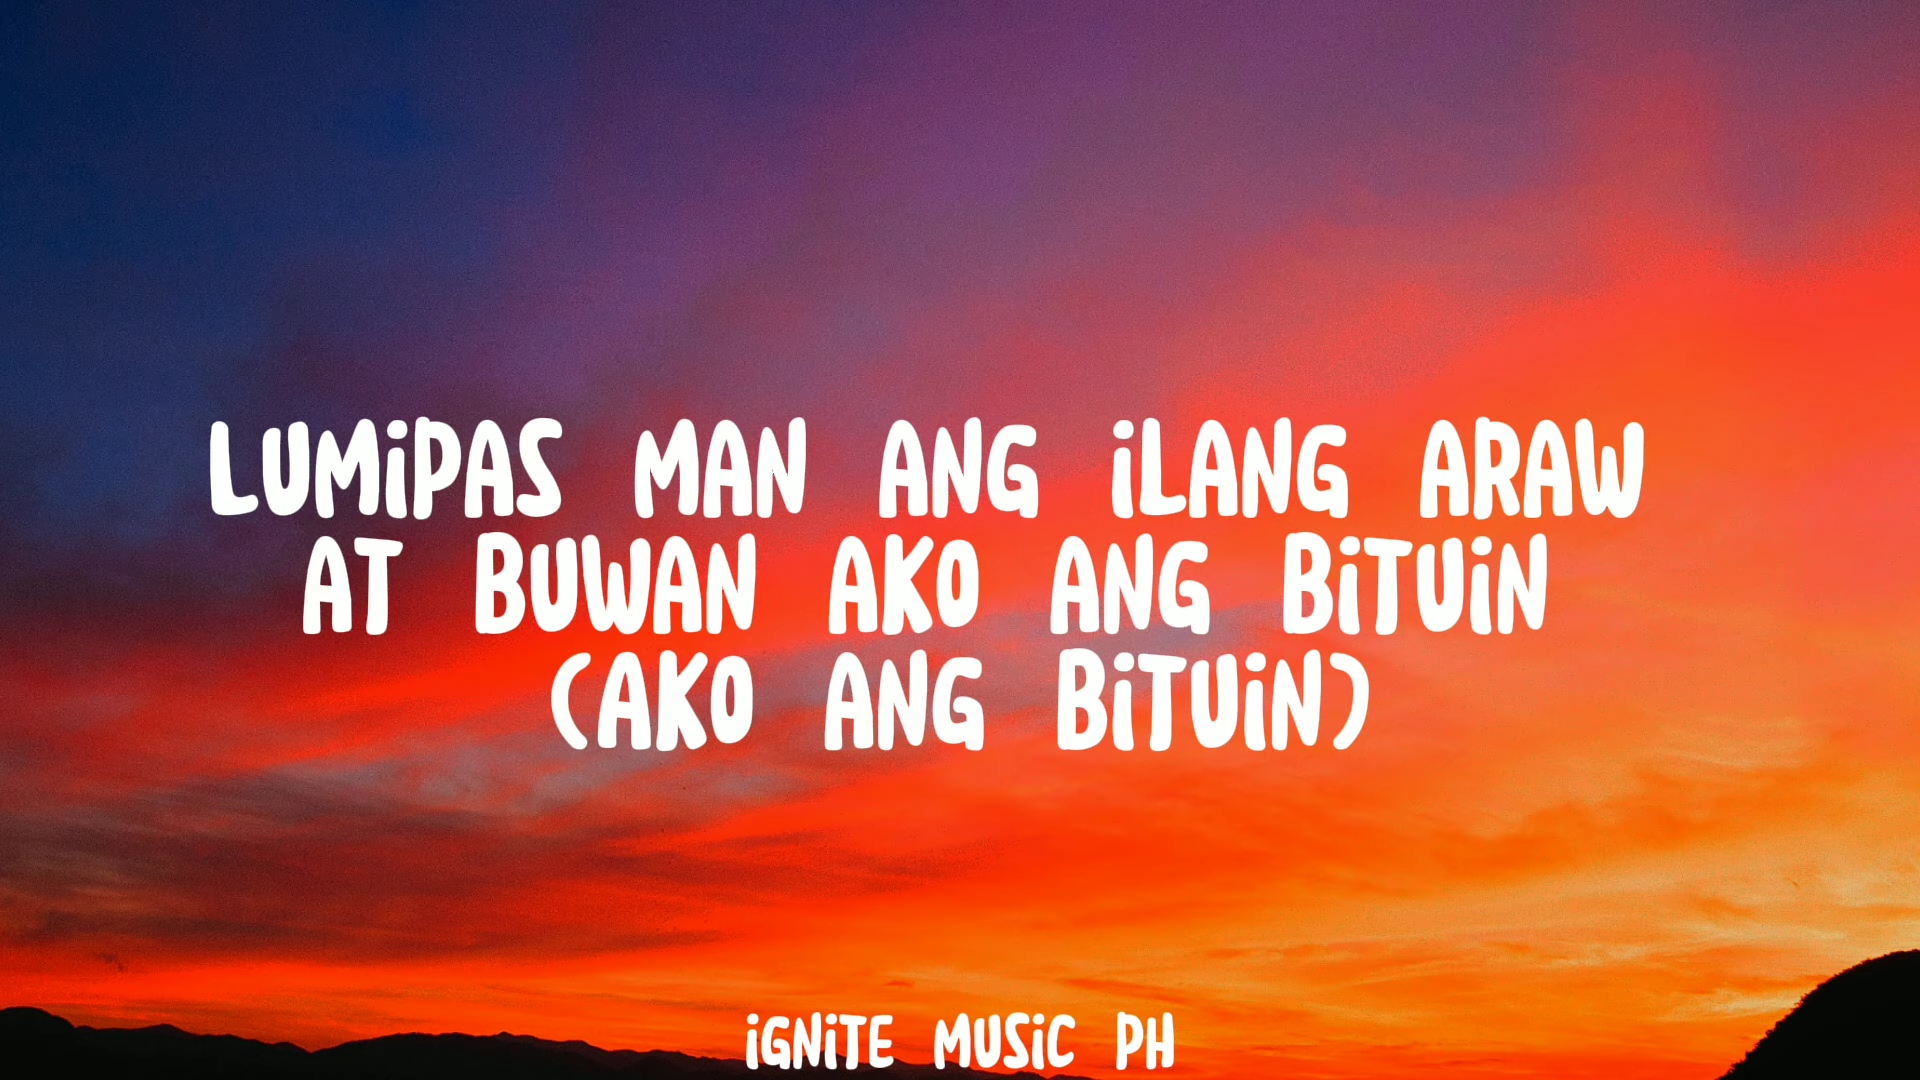 LUMiPAS MAN ANG iLANG ARAW
AT BUWAN AKO ANG BiTUiN
(AKO ANG BiTUiN)
iGNiTE MUSiC PH